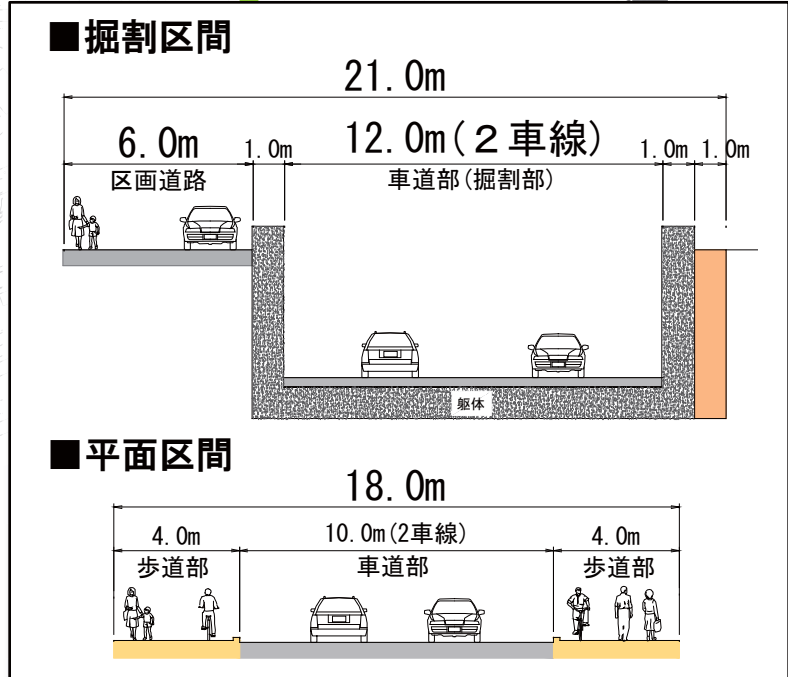 ■掘割区間
21.0m
6.0m 1.0m 12.0m(２車線) 1.0m 1.0m
区画道路 車道部(掘割部)
躯体
■平面区間
18.0m
4.0m 10.0m(2車線) 4.0m
歩道部 車道部 歩道部